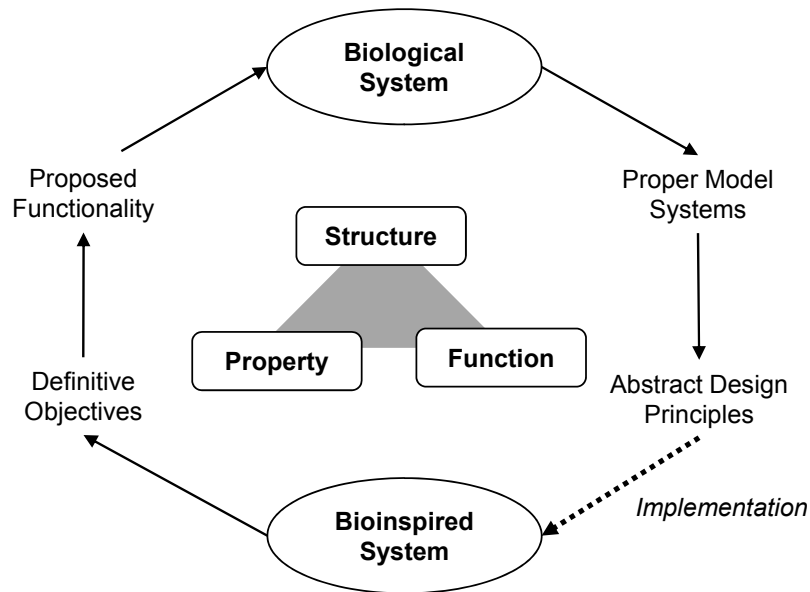 Biological
System
Proposed
Functionality
Proper Model
Systems
Structure
Property
Function
Definitive
Objectives
Abstract Design
Principles
Implementation
Bioinspired
System